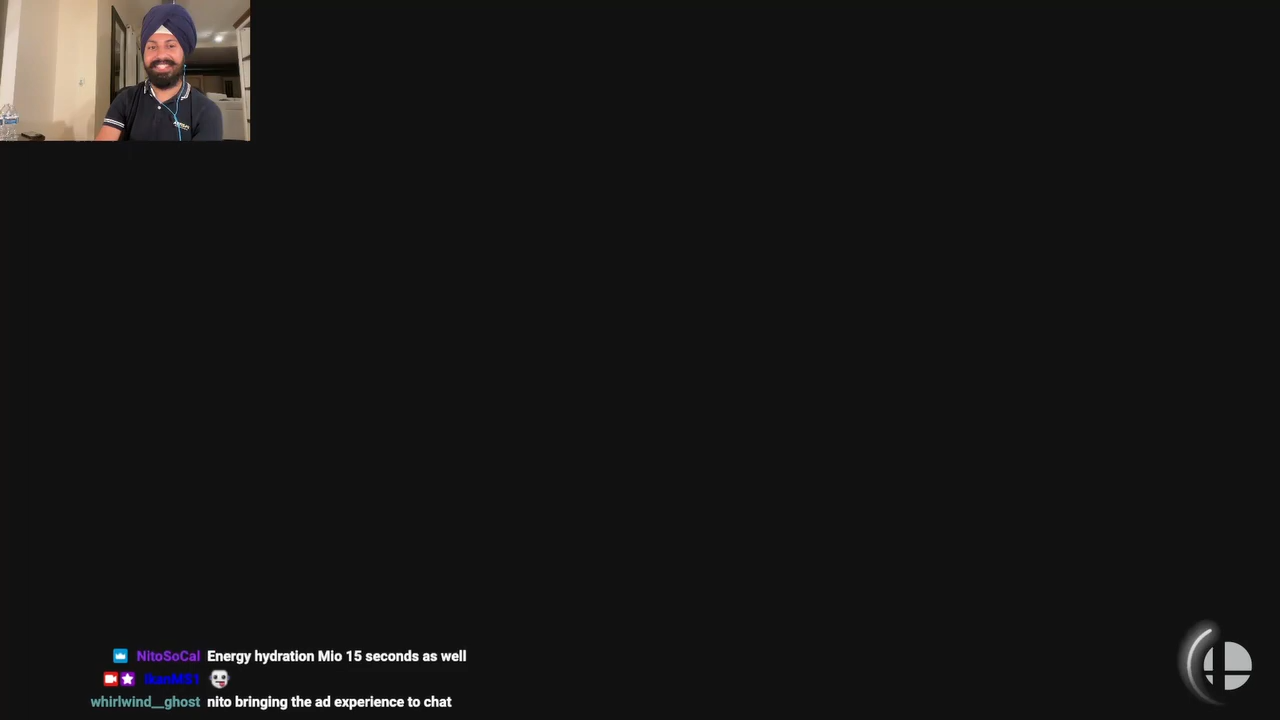 NitoSoCal Energy hydration Mio 15 seconds as well
whirlwind__ghost nito bringing the ad experience to chat